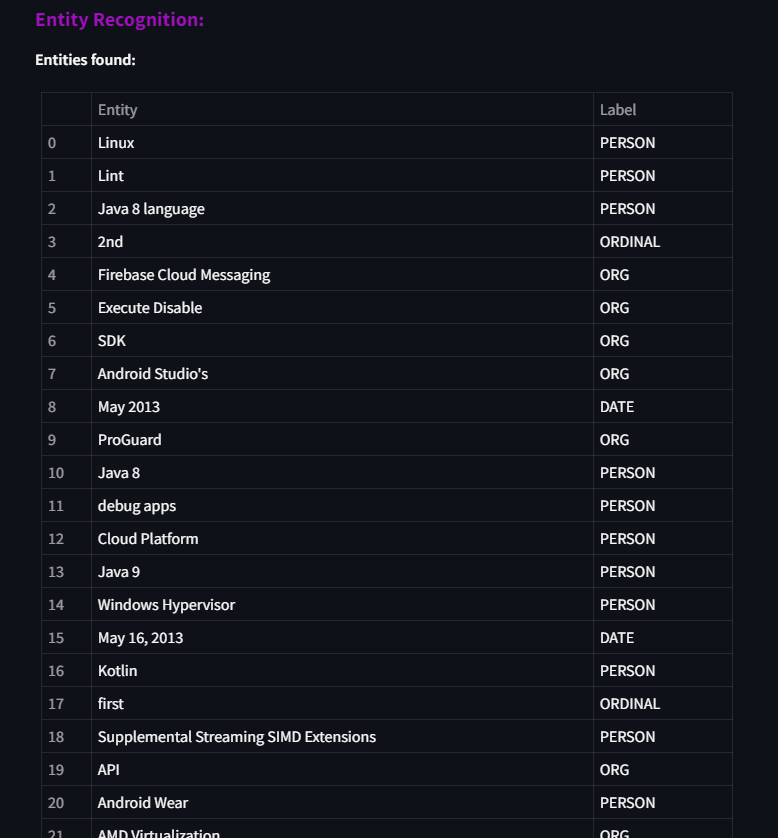 Entity Recognition:
Entities found:
Entity Label
0 Linux PERSON
1 Lint PERSON
2 Java 8 language PERSON
3 2nd ORDINAL
4 Firebase Cloud Messaging ORG
5 Execute Disable ORG
6 SDK ORG
7 Android Studio's ORG
8 May 2013 DATE
9 ProGuard ORG
10 Java 8 PERSON
11 debug apps PERSON
12 Cloud Platform PERSON
13 Java 9 PERSON
14 Windows Hypervisor PERSON
15 May 16, 2013 DATE
16 Kotlin PERSON
17 first ORDINAL
18 Supplemental Streaming SIMD Extensions PERSON
19 API ORG
20 Android Wear PERSON
21 AMD Virtualization ORG